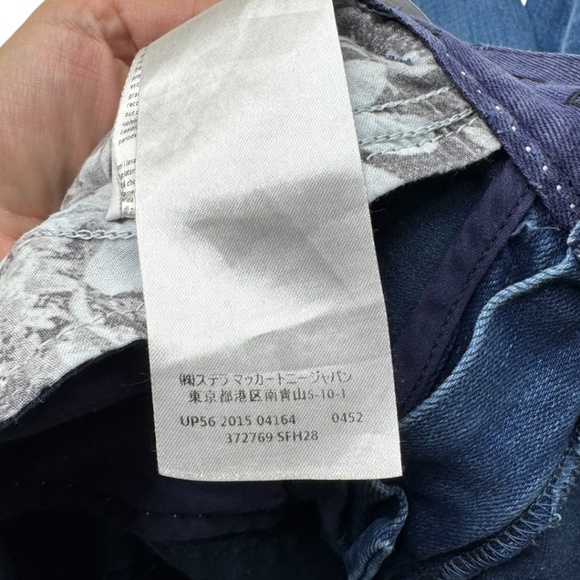 ㈱ステラ マッカートニージャパン
東京都港区南青山5-10-1
UP56 2015 04164 0452
372769 SFH28